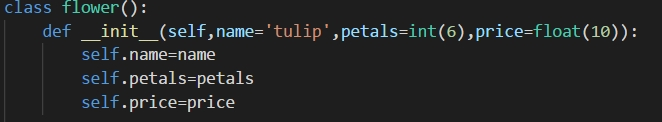 class flower():
    def __init__(self,name='tulip',petals=int(6),price=float(10)):
        self.name=name
        self.petals=petals
        self.price=price